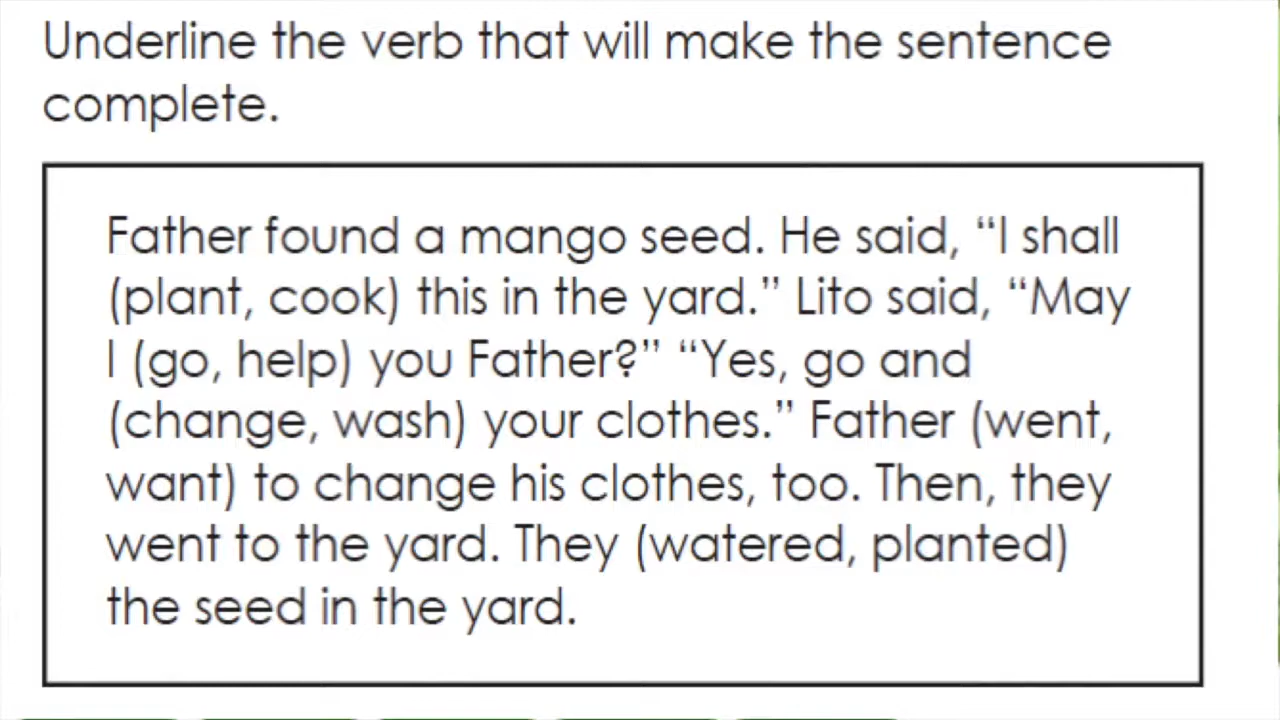 Underline the verb that will make the sentence
complete.
Father found a mango seed. He said, “I shall
(plant, cook) this in the yard.” Lito said, “May
I (go, help) you Father?” “Yes, go and
(change, wash) your clothes.” Father (went,
want) to change his clothes, too. Then, they
went to the yard. They (watered, planted)
the seed in the yard.